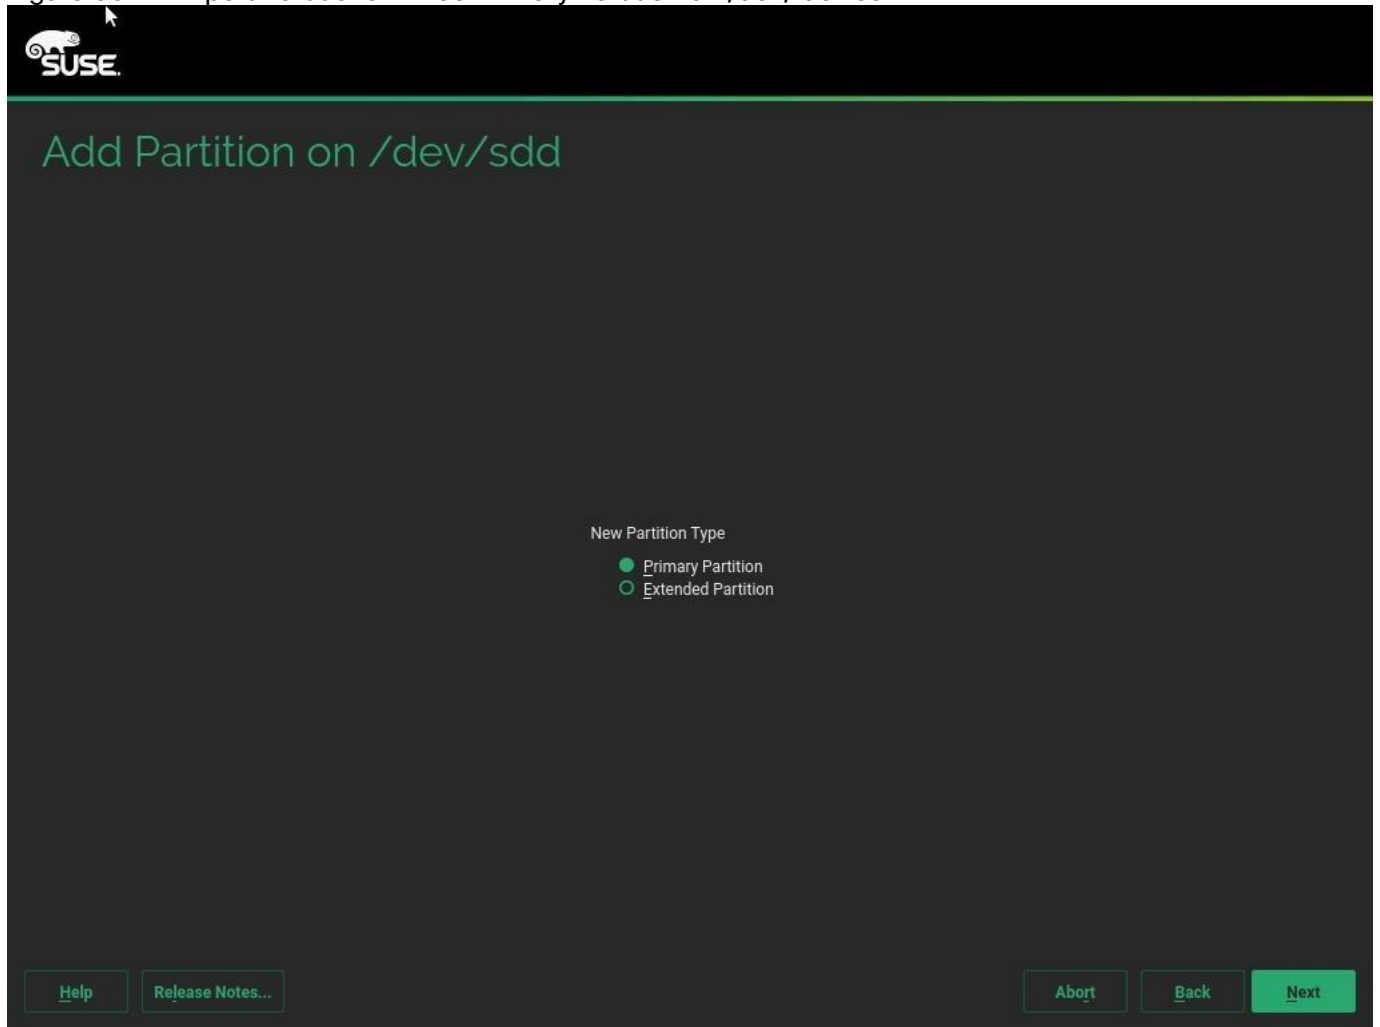 SUSE.
Add Partition on /dev/sdd
New Partition Type
Primary Partition
Extended Partition
Help
Release Notes...
Abort
Back
Next